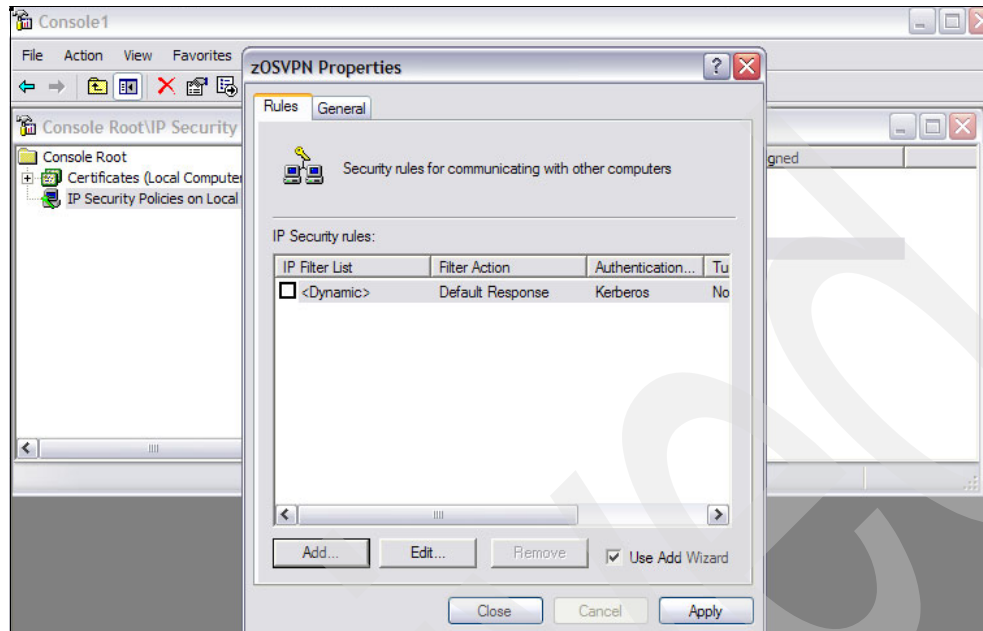 Console1
File Action View Favorites
zOSVPN Properties
Rules General
Console Root\IP Security
Console Root
Certificates (Local Computer
IP Security Policies on Local
gned
Security rules for communicating with other computers
IP Security rules:
IP Filter List Filter Action Authentication... Tu
<Dynamic> Default Response Kerberos No
Add... Edit... Remove Use Add Wizard
Close Cancel Apply